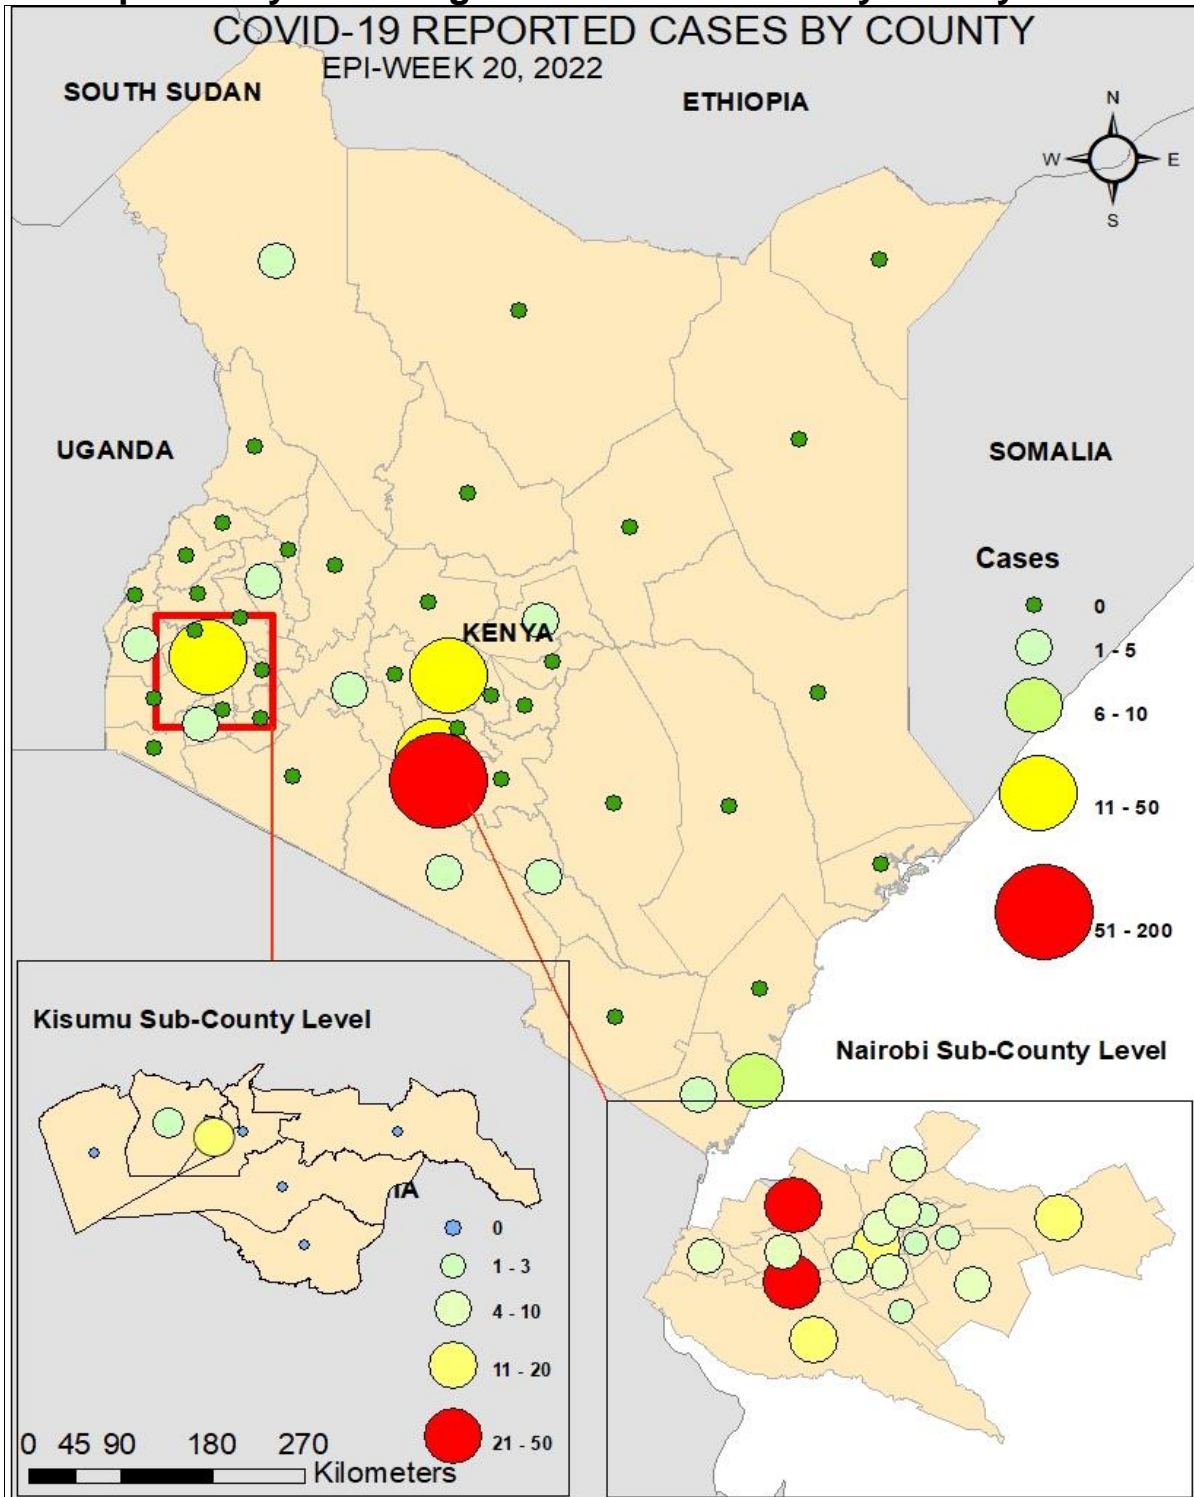 COVID-19 REPORTED CASES BY COUNTY
EPI-WEEK 20, 2022
SOUTH SUDAN
ETHIOPIA
N
W
E
S
UGANDA
SOMALIA
Cases
0
1 - 5
KENYA
6 - 10
11 - 50
51 - 200
Kisumu Sub-County Level
Nairobi Sub-County Level
IA
0
1 - 3
4 - 10
11 - 20
21 - 50
0 45 90 180 270
Kilometers